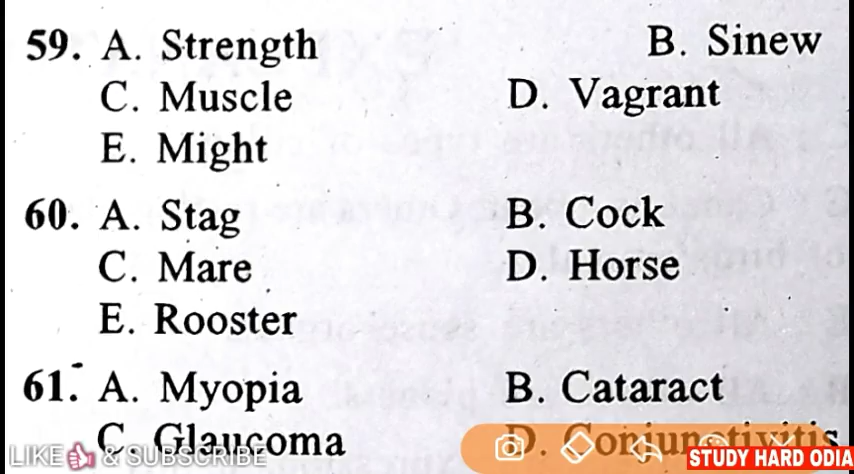 59. A. Strength B. Sinew
C. Muscle D. Vagrant
E. Might
60. A. Stag B. Cock
C. Mare D. Horse
E. Rooster
61. A. Myopia B. Cataract
C. Glaucoma D. Conjunctivitis
LIKE & SUBSCRIBE
STUDY HARD ODIA